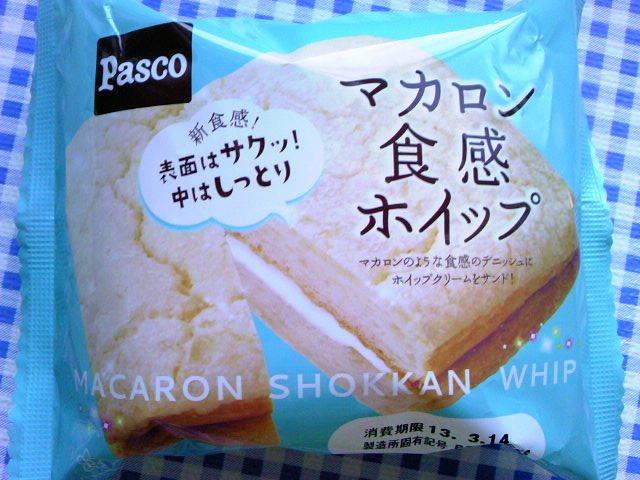 Pasco
新食感!
表面はサクッ!
中はしっとり
マカロン
食感
ホイップ
マカロンのような食感のデニッシュに
ホイップクリームをサンド!
MACARON SHOKKAN WHIP
消費期限 13. 3.14
製造所固有記号